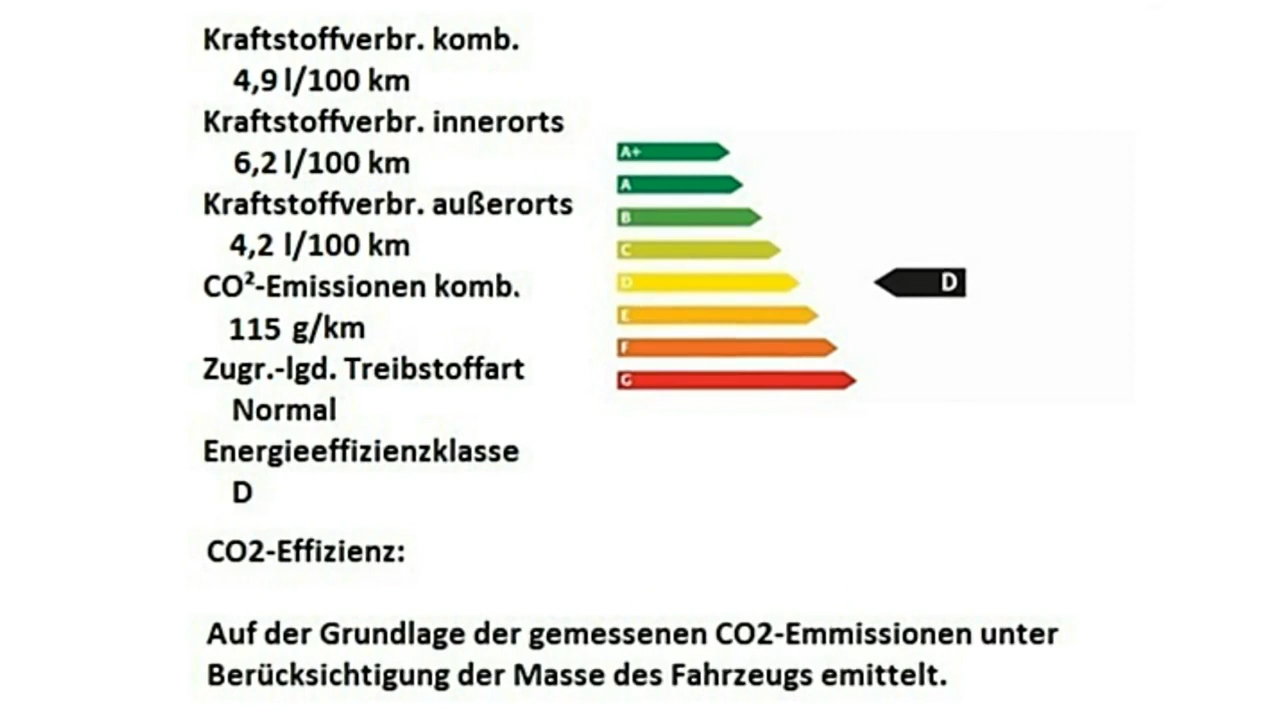 Kraftstoffverbr. komb.
4,9 l/100 km
Kraftstoffverbr. innerorts
6,2 l/100 km
Kraftstoffverbr. außerorts
4,2 l/100 km
CO²-Emissionen komb.
115 g/km
Zugr.-lgd. Treibstoffart
Normal
Energieeffizienzklasse
D
A+
A
B
C
D
D
E
F
G
CO2-Effizienz:
Auf der Grundlage der gemessenen CO2-Emmissionen unter
Berücksichtigung der Masse des Fahrzeugs emittelt.